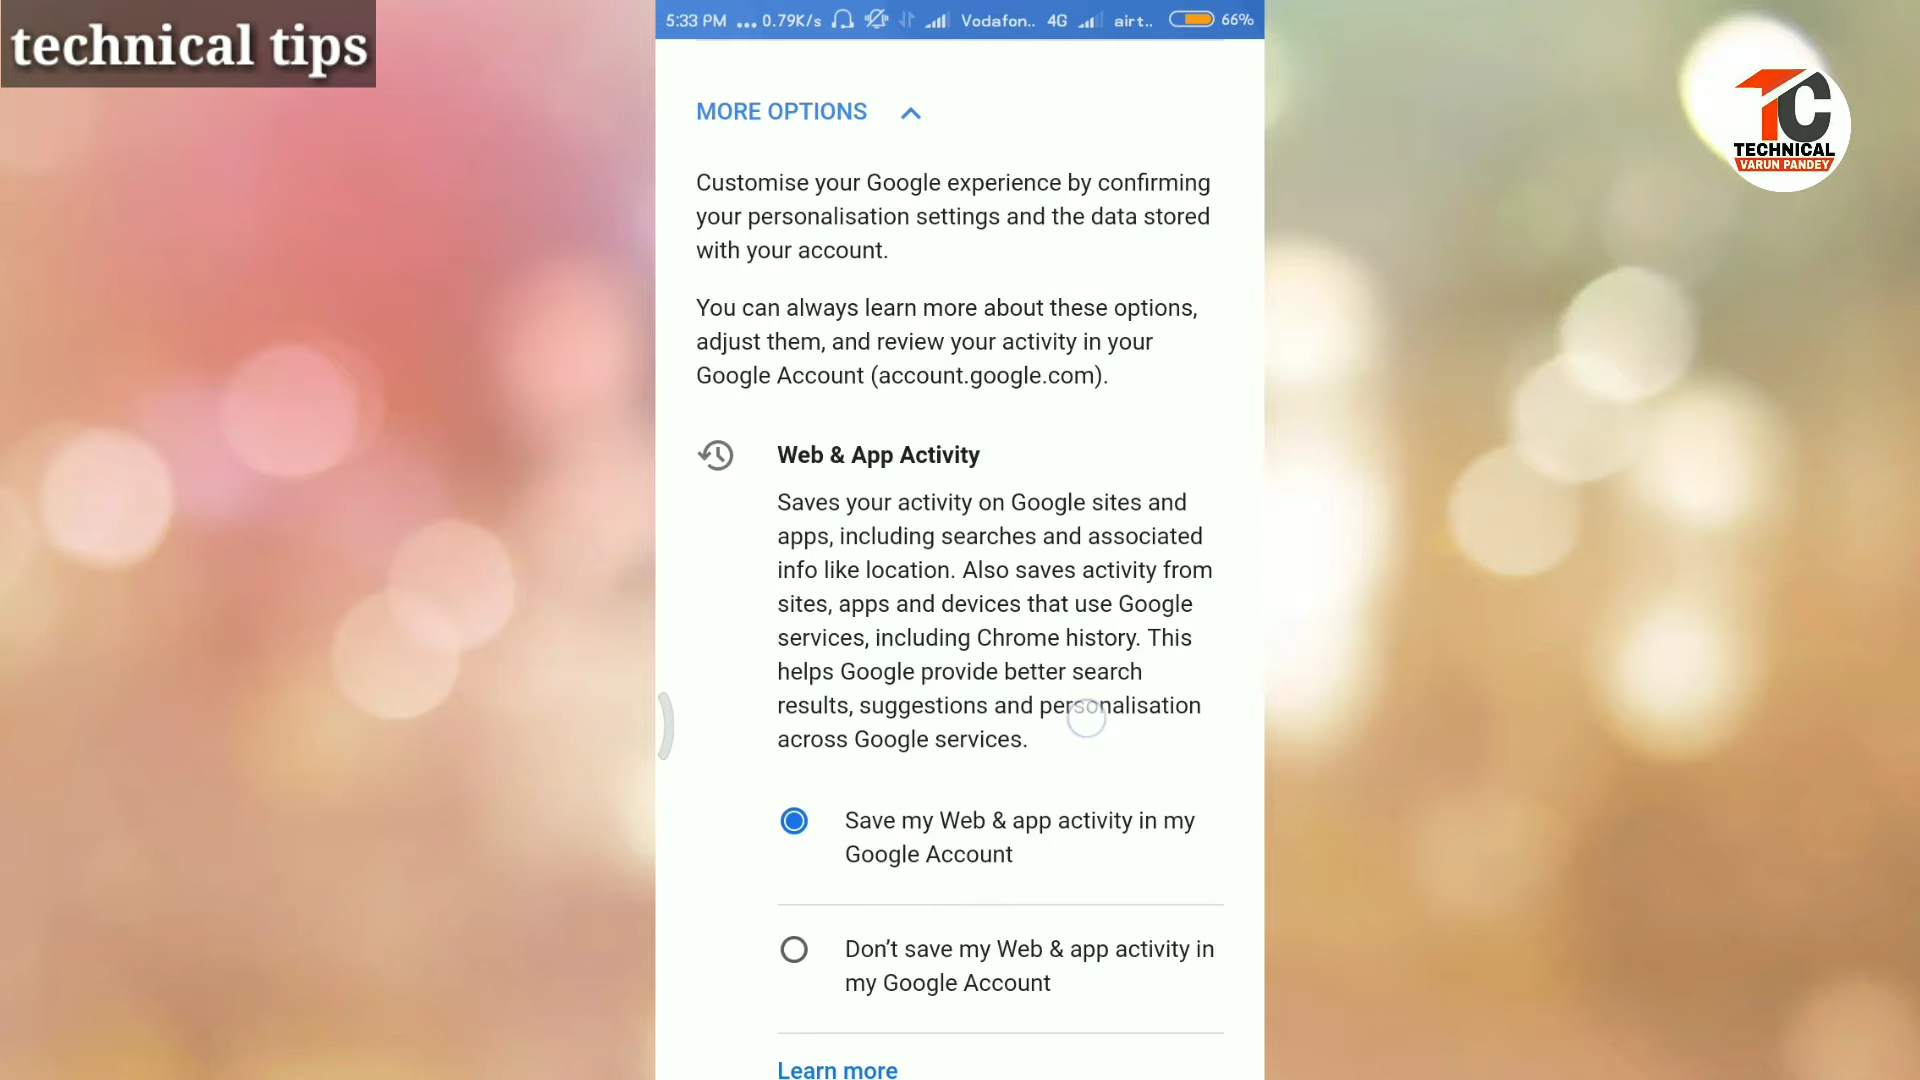 technical tips
5:33 PM ... 0.79K/s Vodafon.. 4G airt.. 66%
TC
TECHNICAL
VARUN PANDEY
MORE OPTIONS
Customise your Google experience by confirming
your personalisation settings and the data stored
with your account.
You can always learn more about these options,
adjust them, and review your activity in your
Google Account (account.google.com).
Web & App Activity
Saves your activity on Google sites and
apps, including searches and associated
info like location. Also saves activity from
sites, apps and devices that use Google
services, including Chrome history. This
helps Google provide better search
results, suggestions and personalisation
across Google services.
Save my Web & app activity in my
Google Account
Don’t save my Web & app activity in
my Google Account
Learn more